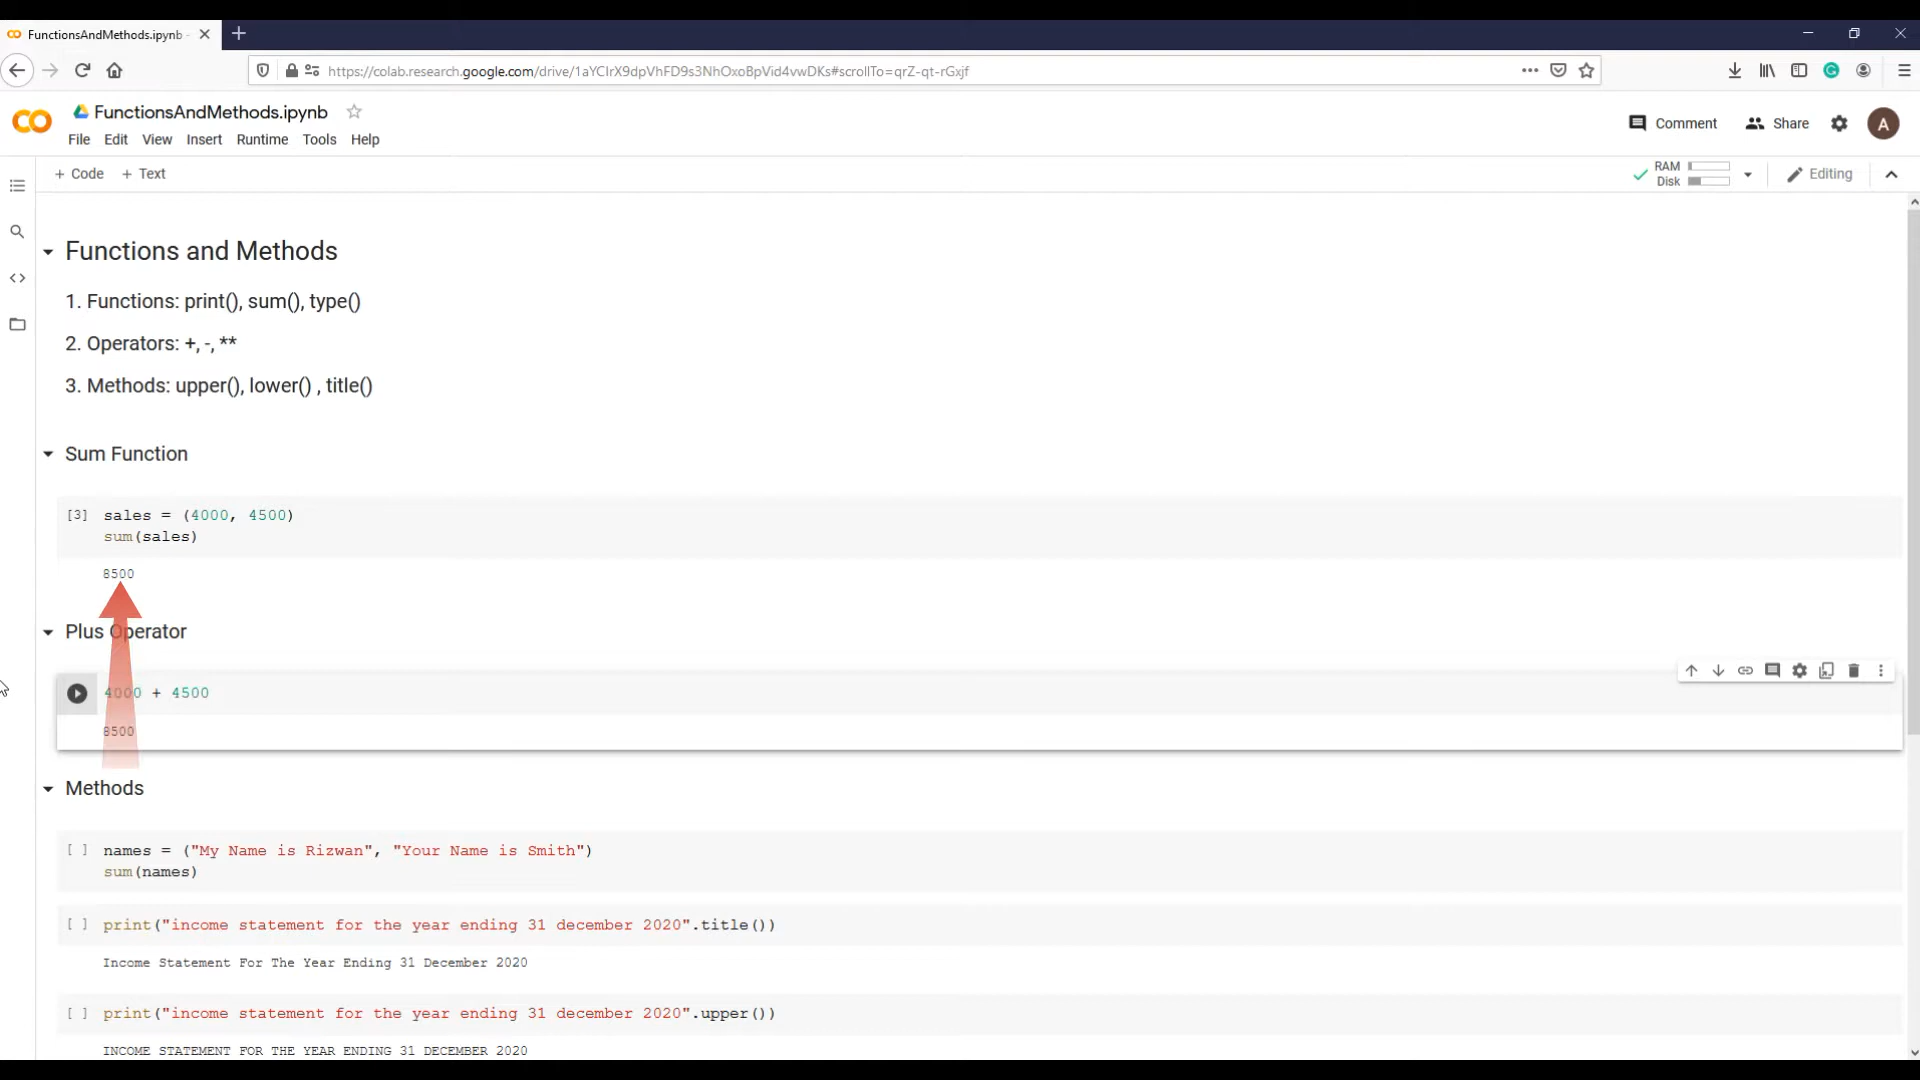 FunctionsAndMethods.ipynb -
https://colab.research.google.com/drive/1aYCIrX9dpVhFD9s3NhOxoBpVid4vwDKs#scrollTo=qrZ-qt-rGxjf
FunctionsAndMethods.ipynb
File Edit View Insert Runtime Tools Help
Comment Share A
+ Code + Text
RAM
Disk
Editing
Functions and Methods
1. Functions: print(), sum(), type()
2. Operators: +, -, **
3. Methods: upper(), lower() , title()
Sum Function
[3] sales = (4000, 4500)
sum(sales)
8500
Plus Operator
4000 + 4500
8500
Methods
[ ] names = ("My Name is Rizwan", "Your Name is Smith")
sum(names)
[ ] print("income statement for the year ending 31 december 2020".title())
Income Statement For The Year Ending 31 December 2020
[ ] print("income statement for the year ending 31 december 2020".upper())
INCOME STATEMENT FOR THE YEAR ENDING 31 DECEMBER 2020